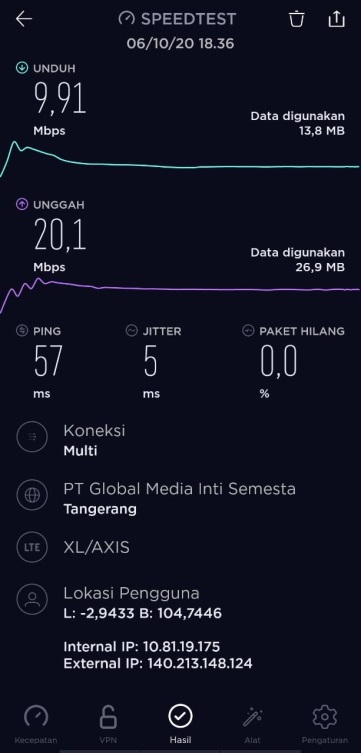 SPEEDTEST
06/10/20 18.36
UNDUH
9,91
Mbps
Data digunakan
13,8 MB
UNGGAH
20,1
Mbps
Data digunakan
26,9 MB
PING
57
ms
JITTER
5
ms
PAKET HILANG
0,0
%
Koneksi
Multi
PT Global Media Inti Semesta
Tangerang
LTE
XL/AXIS
Lokasi Pengguna
L: -2,9433 B: 104,7446
Internal IP: 10.81.19.175
External IP: 140.213.148.124
Kecepatan
VPN
Hasil
Alat
Pengaturan